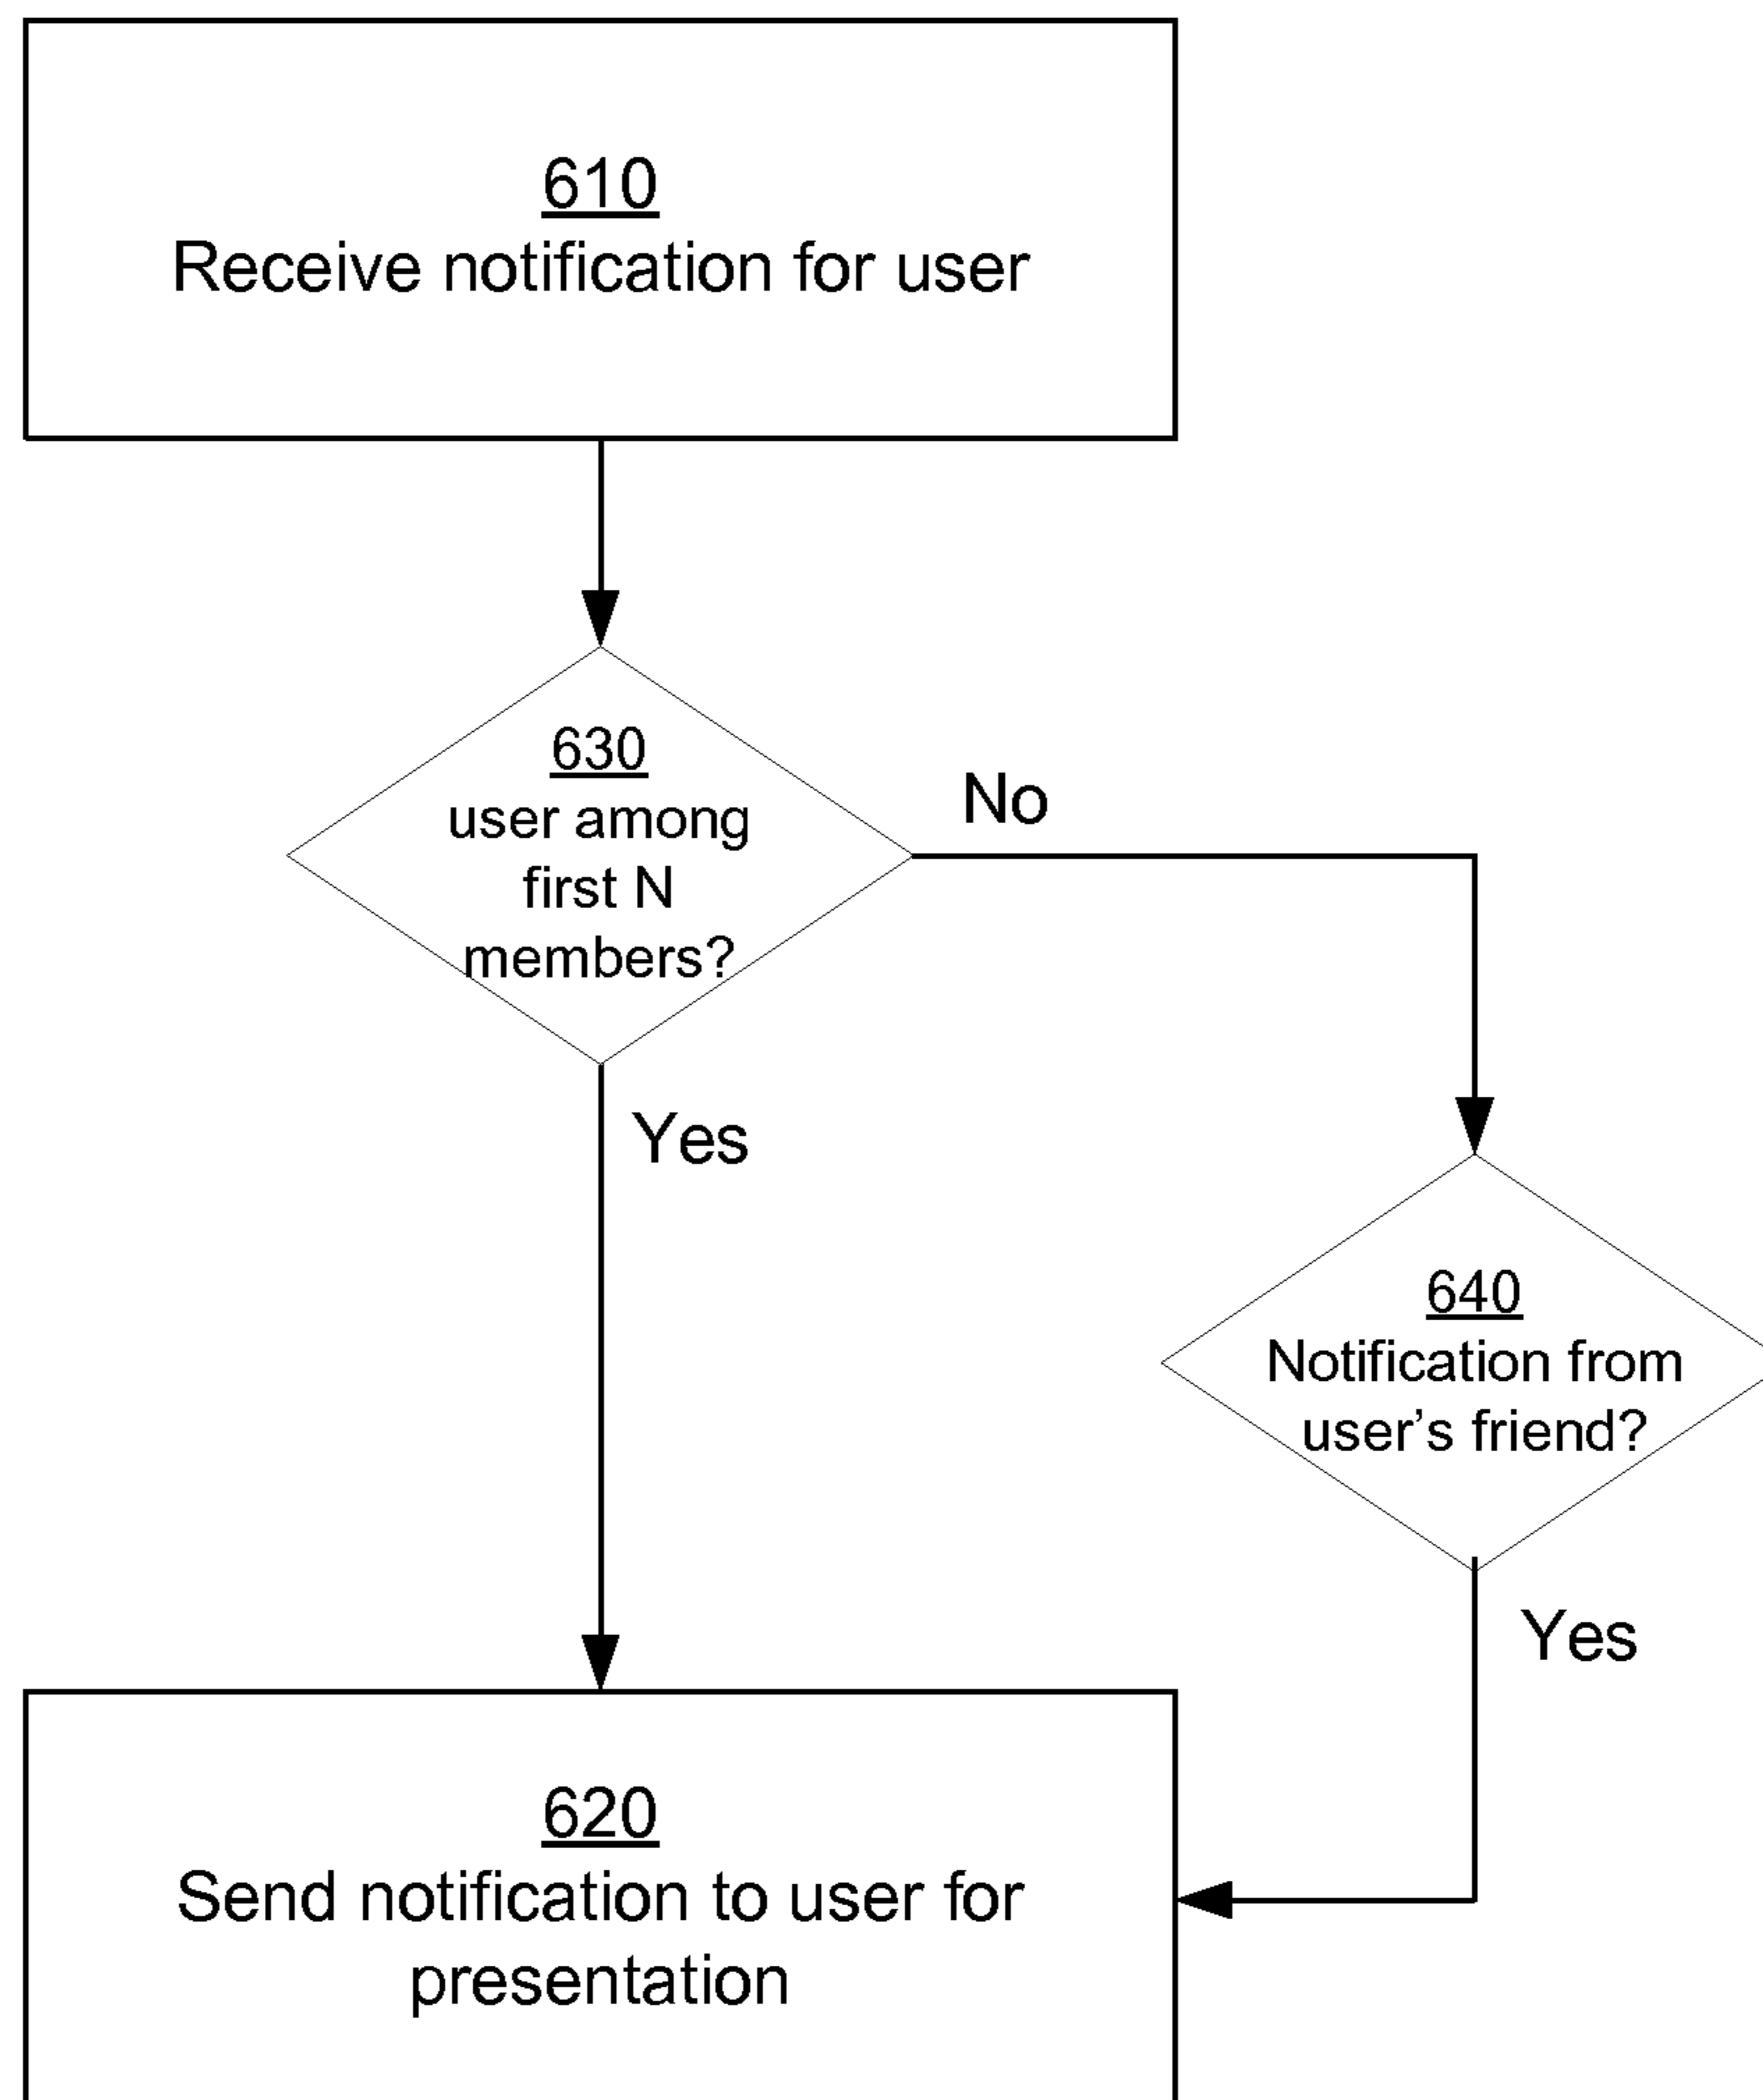 610
Receive notification for user
630
user among
first N
members?
No
Yes
640
Notification from
user’s friend?
Yes
620
Send notification to user for
presentation